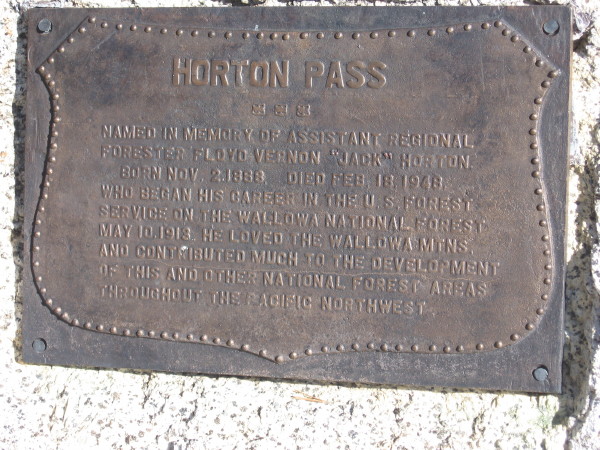 HORTON PASS
NAMED IN MEMORY OF ASSISTANT REGIONAL
FORESTER FLOYD VERNON "JACK" HORTON.
BORN NOV. 2, 1888. DIED FEB. 18, 1948.
WHO BEGAN HIS CAREER IN THE U.S. FOREST
SERVICE ON THE WALLOWA NATIONAL FOREST
MAY 10, 1913. HE LOVED THE WALLOWA MTNS.
AND CONTRIBUTED MUCH TO THE DEVELOPMENT
OF THIS AND OTHER NATIONAL FOREST AREAS
THROUGHOUT THE PACIFIC NORTHWEST.